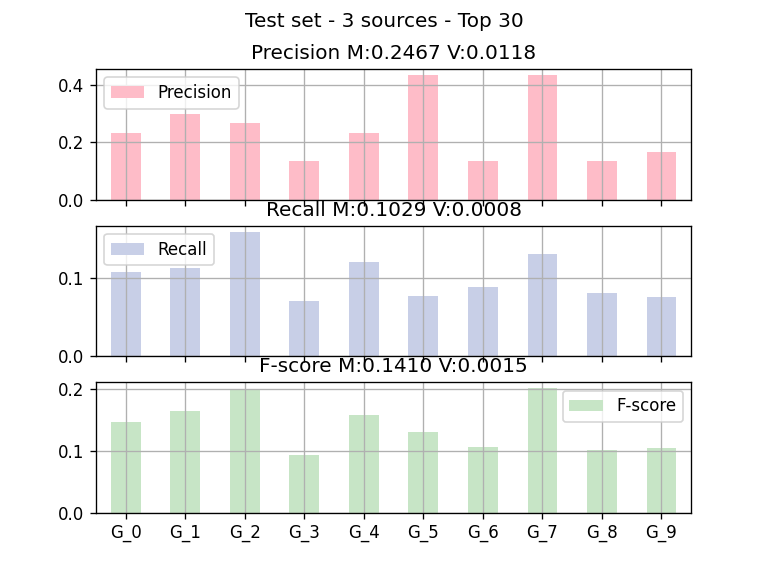 Test set - 3 sources - Top 30
Precision M:0.2467 V:0.0118
0.4
Precision
0.2
0.0
Recall M:0.1029 V:0.0008
Recall
0.1
0.0
F-score M:0.1410 V:0.0015
0.2
F-score
0.1
0.0
G_0 G_1 G_2 G_3 G_4 G_5 G_6 G_7 G_8 G_9